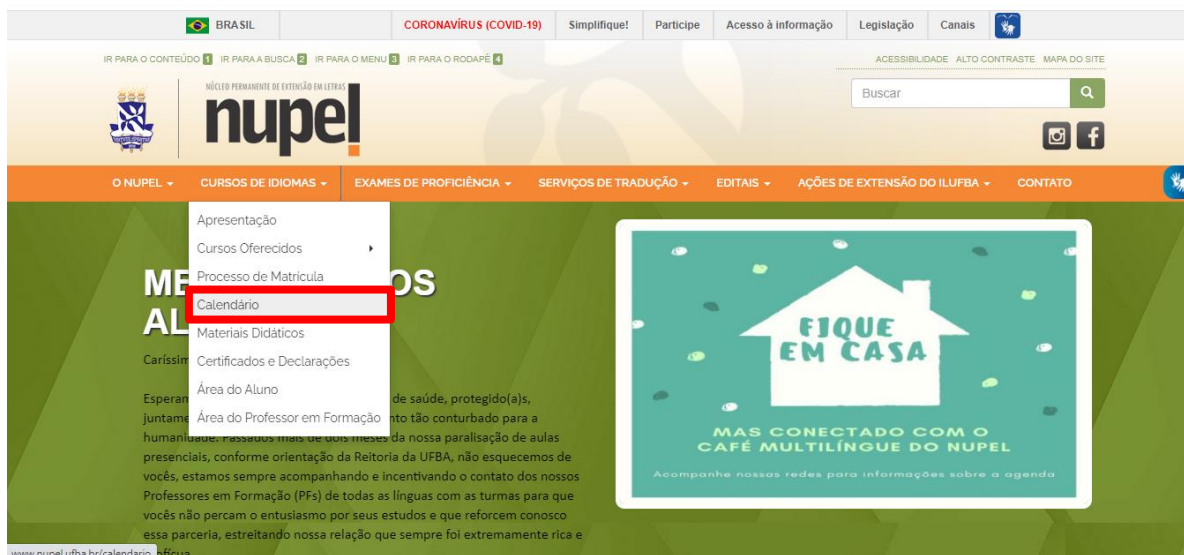 BRASIL
CORONAVÍRUS (COVID-19)
Simplifique!
Participe
Acesso à informação
Legislação
Canais
IR PARA O CONTEÚDO 1 IR PARA A BUSCA 2 IR PARA O MENU 3 IR PARA O RODAPÉ 4
ACESSIBILIDADE ALTO CONTRASTE MAPA DO SITE
NÚCLEO PERMANENTE DE EXTENSÃO EM LETRAS
nupel
Buscar
O NUPEL
CURSOS DE IDIOMAS
EXAMES DE PROFICIÊNCIA
SERVIÇOS DE TRADUÇÃO
EDITAIS
AÇÕES DE EXTENSÃO DO ILUFBA
CONTATO
Apresentação
Cursos Oferecidos
Processo de Matrícula
Calendário
Materiais Didáticos
Certificados e Declarações
Área do Aluno
Área do Professor em Formação
ME
OS
AL
Caríssim
Esperam
de saúde, protegido(a)s,
juntame
nto tão conturbado para a
humanidade. Passados mais de dois meses da nossa paralisação de aulas
presenciais, conforme orientação da Reitoria da UFBA, não esquecemos de
vocês, estamos sempre acompanhando e incentivando o contato dos nossos
Professores em Formação (PFs) de todas as línguas com as turmas para que
vocês não percam o entusiasmo por seus estudos e que reforcem conosco
essa parceria, estreitando nossa relação que sempre foi extremamente rica e
www.nupel.ufba.br/calendario
FIQUE
EM CASA
MAS CONECTADO COM O
CAFÉ MULTILÍNGUE DO NUPEL
Acompanhe nossas redes para informações sobre a agenda